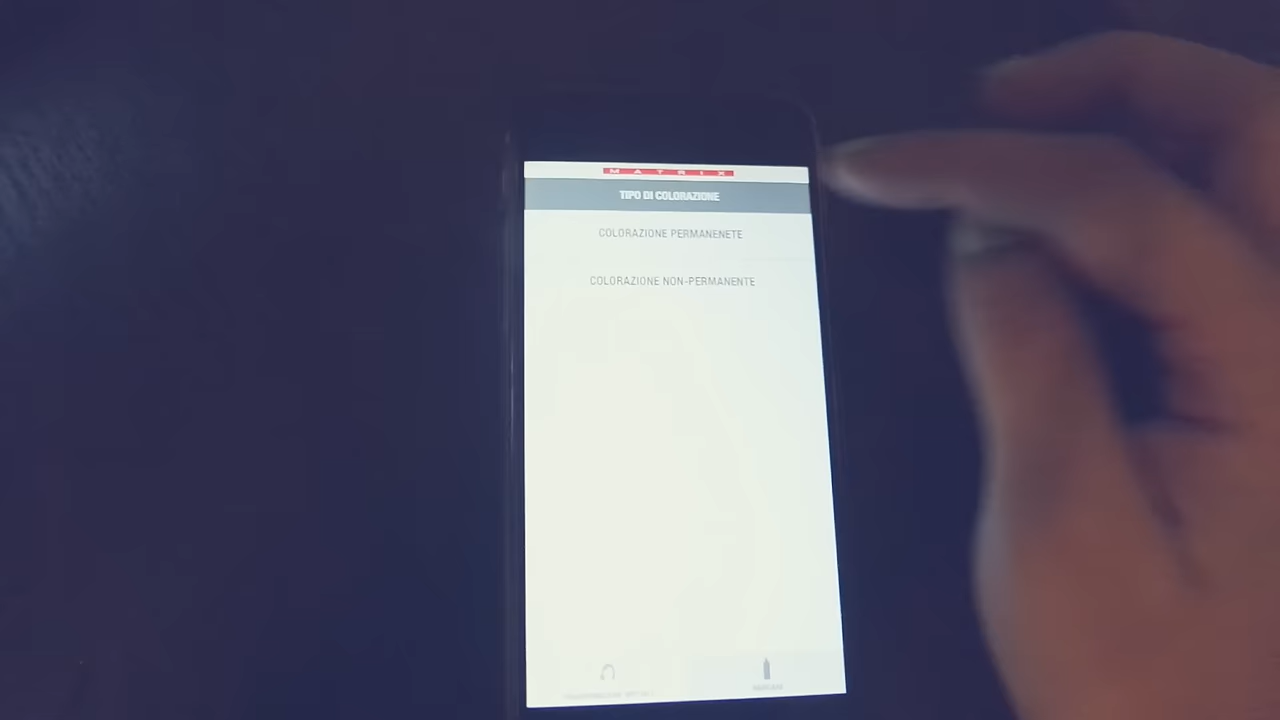 MATRIX
TIPO DI COLORAZIONE
COLORAZIONE PERMANENETE
COLORAZIONE NON-PERMANENTE